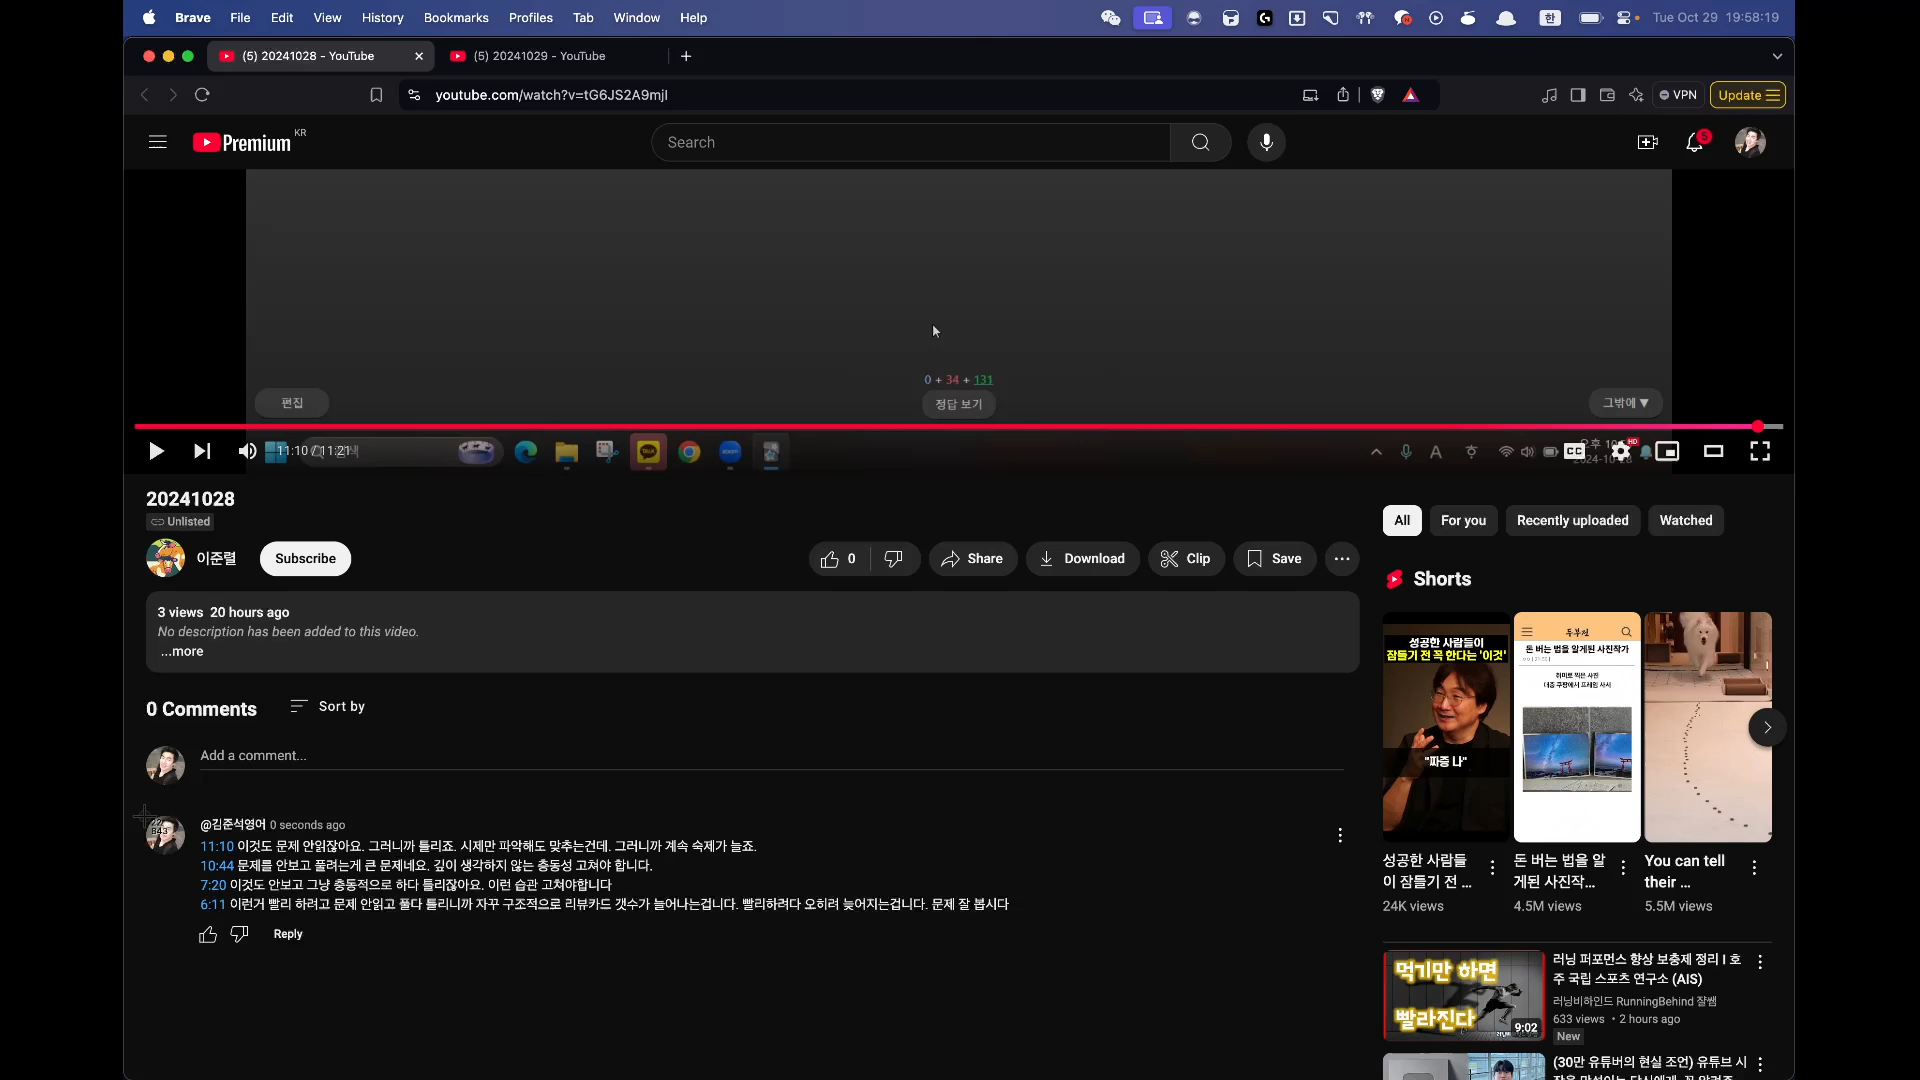 Brave File Edit View History Bookmarks Profiles Tab Window Help
한 Tue Oct 29 19:58:19
(5) 20241028 - YouTube
(5) 20241029 - YouTube
youtube.com/watch?v=tG6JS2A9mjI
VPN
Update
Premium KR
Search
5
0 + 34 + 131
편집
정답 보기
그밖에▼
11:10 / 11:21
CC
HD
A
20241028
Unlisted
이준렬
Subscribe
0
Share
Download
Clip
Save
3 views 20 hours ago
No description has been added to this video.
...more
0 Comments
Sort by
Add a comment...
@김준석영어 0 seconds ago
11:10 이것도 문제 안읽잖아요. 그러니까 틀리죠. 시제만 파악해도 맞추는건데. 그러니까 계속 숙제가 늘죠.
10:44 문제를 안보고 풀려는게 큰 문제네요. 깊이 생각하지 않는 충동성 고쳐야 합니다.
7:20 이것도 안보고 그냥 충동적으로 하다 틀리잖아요. 이런 습관 고쳐야합니다
6:11 이런거 빨리 하려고 문제 안읽고 풀다 틀리니까 자꾸 구조적으로 리뷰카드 갯수가 늘어나는겁니다. 빨리하려다 오히려 늦어지는겁니다. 문제 잘 봅시다
Reply
All
For you
Recently uploaded
Watched
Shorts
성공한 사람들이
잠들기 전 꼭 한다는 '이것'
"짜증 나"
돈 버는 법을 알게된 사진작가
취미로 찍은 사진
성공한 사람들
이 잠들기 전 ...
24K views
돈 버는 법을 알
게된 사진작...
4.5M views
You can tell
their ...
5.5M views
먹기만 하면
빨라진다
9:02
러닝 퍼포먼스 향상 보충제 정리 I 호
주 국립 스포츠 연구소 (AIS)
러닝비하인드 RunningBehind 쟐쌤
633 views • 2 hours ago
New
(30만 유튜버의 현실 조언) 유튜브 시